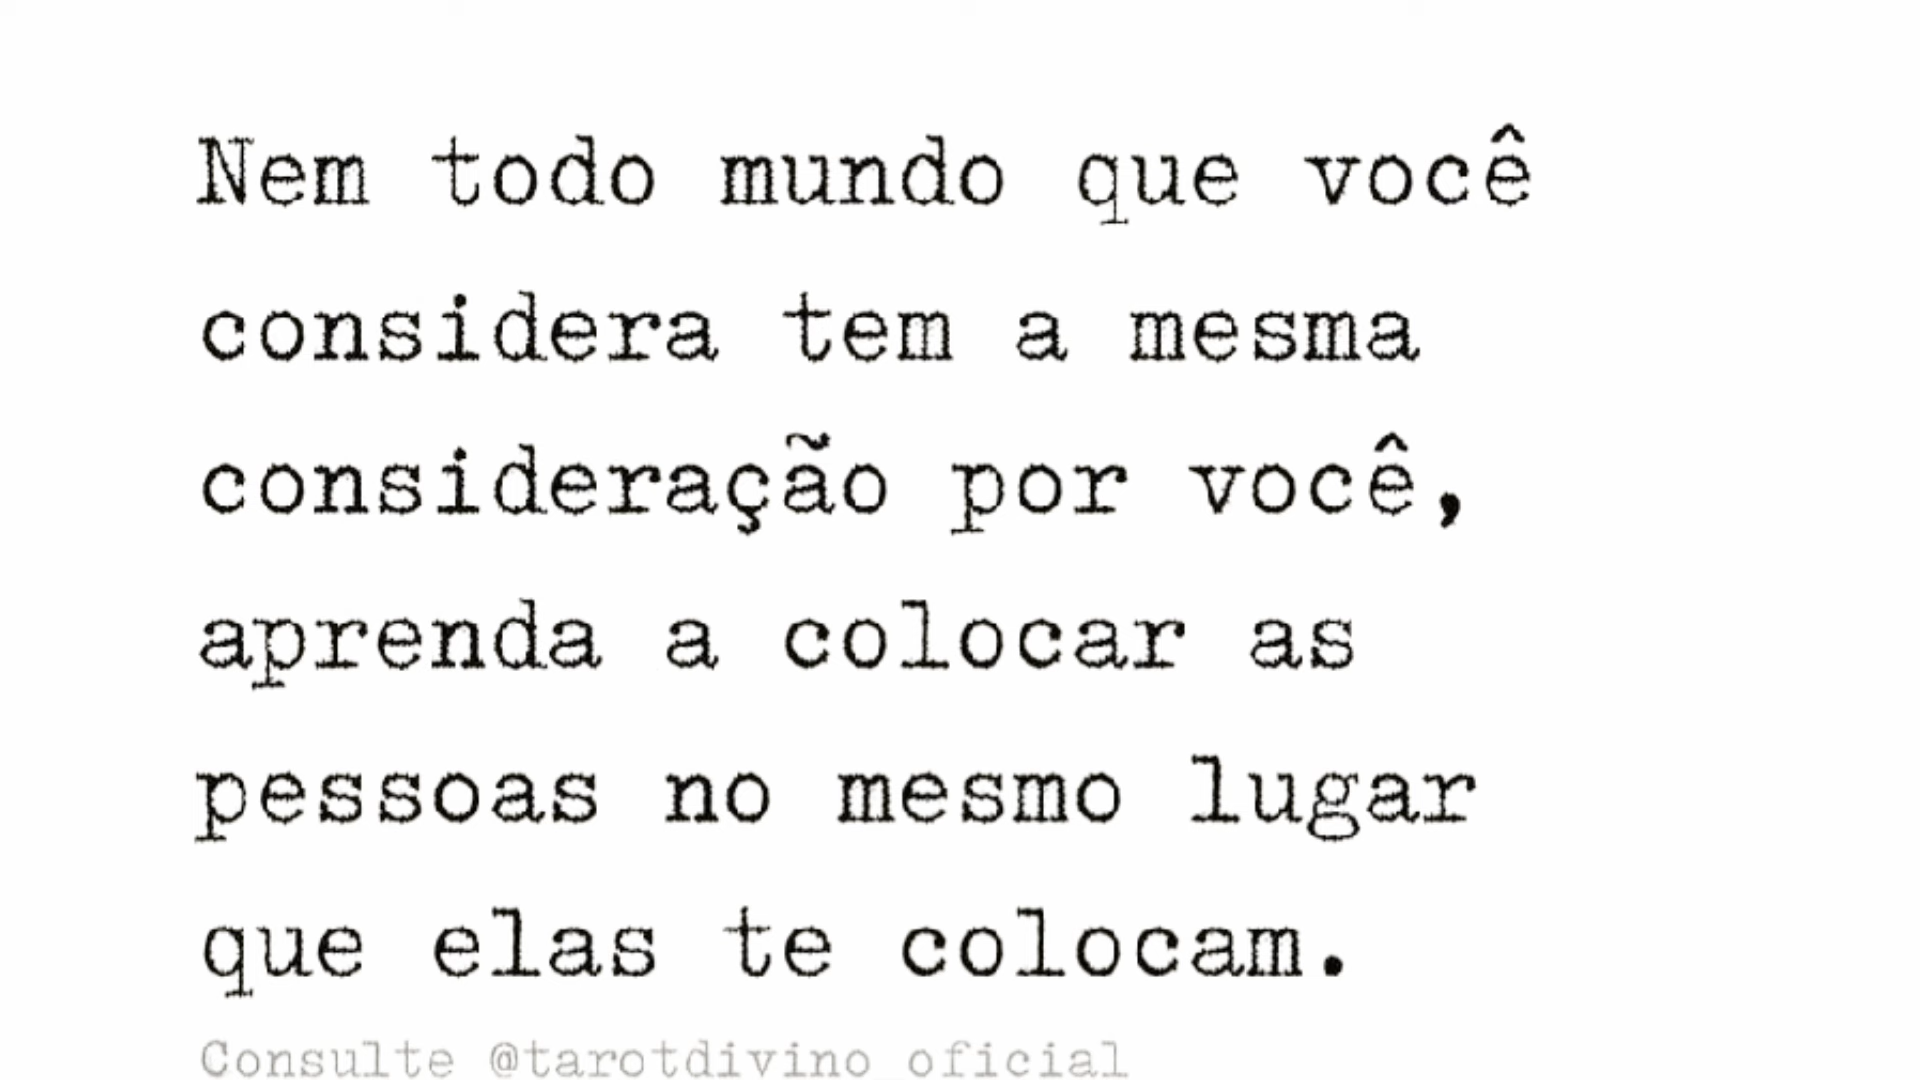 Nem todo mundo que você
considera tem a mesma
consideração por você,
aprenda a colocar as
pessoas no mesmo lugar
que elas te colocam.
Consulte @tarotdivino_oficial